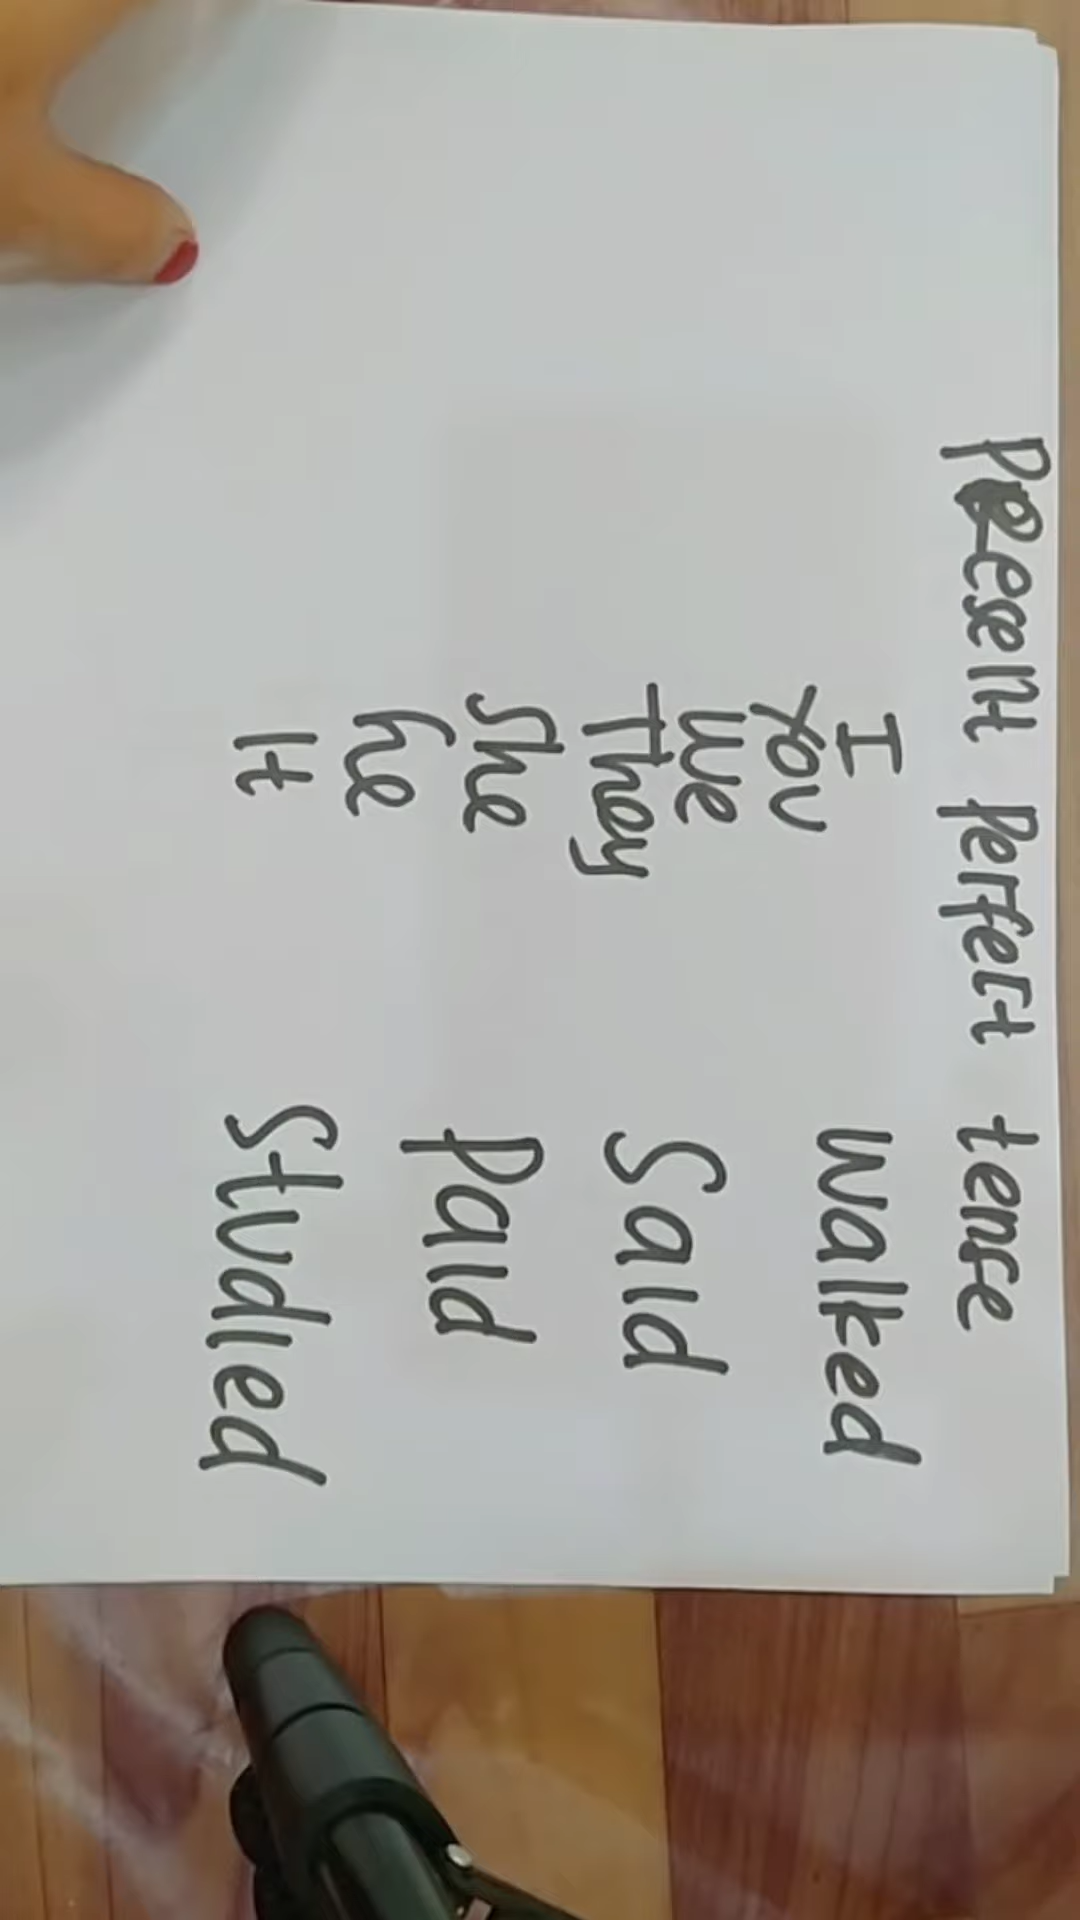 Present Perfect tense
I
You
We
They
She
he
It
Walked
Said
Paid
Studied